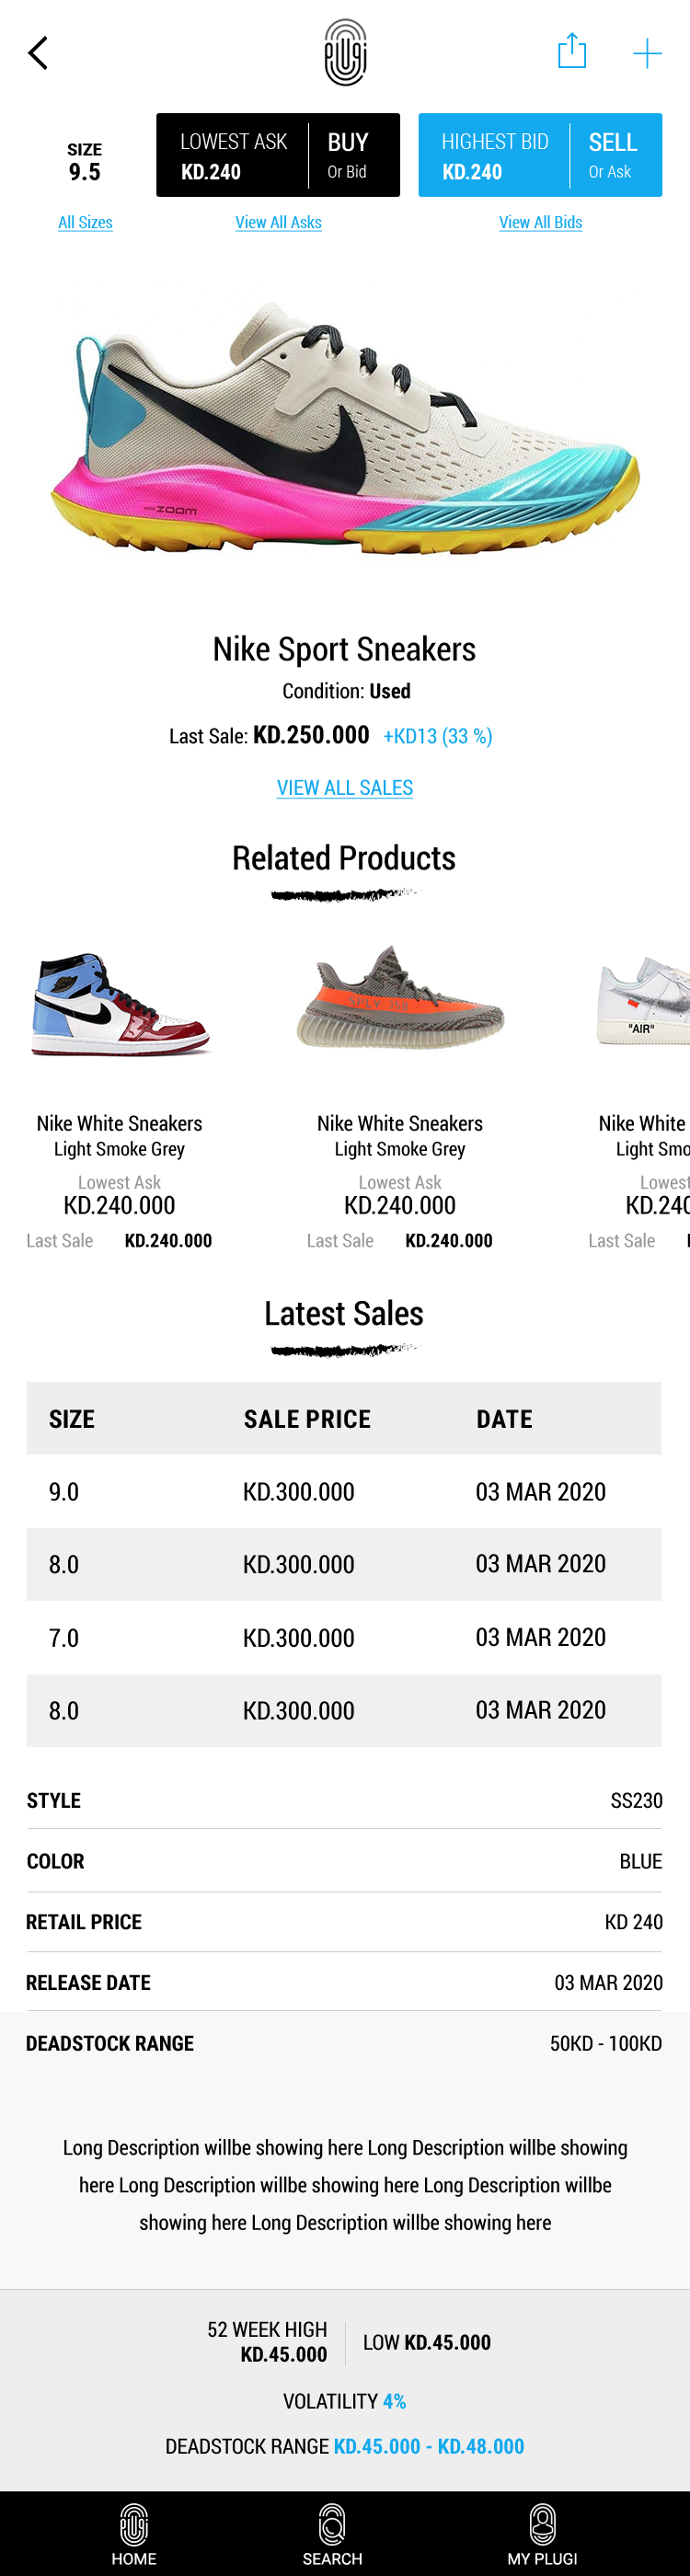 PLUGi
SIZE
9.5
LOWEST ASK
KD.240
BUY
Or Bid
HIGHEST BID
KD.240
SELL
Or Ask
All Sizes
View All Asks
View All Bids
ZOOM
Nike Sport Sneakers
Condition: Used
Last Sale: KD.250.000 +KD13 (33 %)
VIEW ALL SALES
Related Products
SPLY 350
"AIR"
Nike White Sneakers
Light Smoke Grey
Lowest Ask
KD.240.000
Last Sale KD.240.000
Nike White Sneakers
Light Smoke Grey
Lowest Ask
KD.240.000
Last Sale KD.240.000
Nike White
Light Smo
Lowest
KD.240
Last Sale
Latest Sales
SIZE SALE PRICE DATE
9.0 KD.300.000 03 MAR 2020
8.0 KD.300.000 03 MAR 2020
7.0 KD.300.000 03 MAR 2020
8.0 KD.300.000 03 MAR 2020
STYLE SS230
COLOR BLUE
RETAIL PRICE KD 240
RELEASE DATE 03 MAR 2020
DEADSTOCK RANGE 50KD - 100KD
Long Description willbe showing here Long Description willbe showing
here Long Description willbe showing here Long Description willbe
showing here Long Description willbe showing here
52 WEEK HIGH
KD.45.000
LOW KD.45.000
VOLATILITY 4%
DEADSTOCK RANGE KD.45.000 - KD.48.000
HOME
SEARCH
MY PLUGI